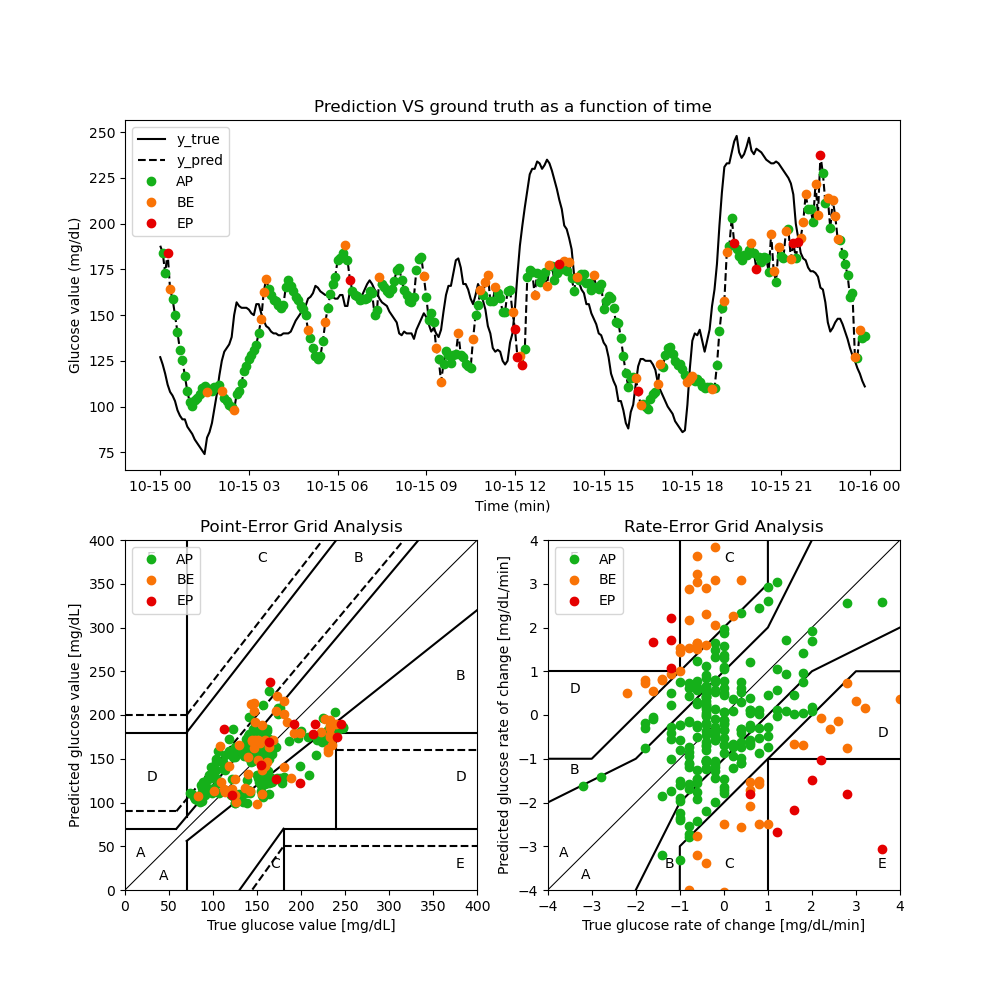 Prediction VS ground truth as a function of time
Glucose value (mg/dL)
250
225
200
175
150
125
100
75
y_true
y_pred
AP
BE
EP
10-15 00 10-15 03 10-15 06 10-15 09 10-15 12 10-15 15 10-15 18 10-15 21 10-16 00
Time (min)
Point-Error Grid Analysis
Predicted glucose value [mg/dL]
400
350
300
250
200
150
100
50
0
AP
BE
EP
C B
B
D D
A
A
C E
0 50 100 150 200 250 300 350 400
True glucose value [mg/dL]
Rate-Error Grid Analysis
Predicted glucose rate of change [mg/dL/min]
4
3
2
1
0
−1
−2
−3
−4
AP
BE
EP
C
D
D
B
A
A
B C E
−4 −3 −2 −1 0 1 2 3 4
True glucose rate of change [mg/dL/min]